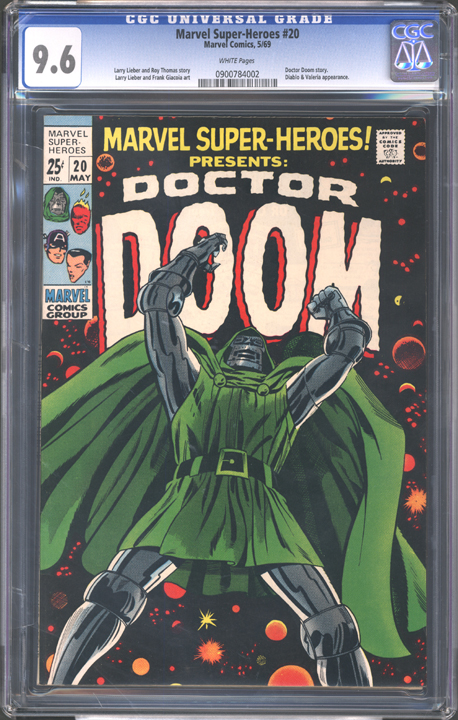 CGC UNIVERSAL GRADE
9.6
Marvel Super-Heroes #20
Marvel Comics, 5/69
WHITE Pages
Larry Lieber and Roy Thomas story
Larry Lieber and Frank Giacoia art
0900784002
Doctor Doom story.
Diablo & Valeria appearance.
CGC
MARVEL
SUPER-
HEROES
25¢
IND.
20
MAY
MARVEL
COMICS
GROUP
MARVEL SUPER-HEROES!
PRESENTS:
DOCTOR
DOOM
APPROVED
BY THE
COMICS
CODE
AUTHORITY